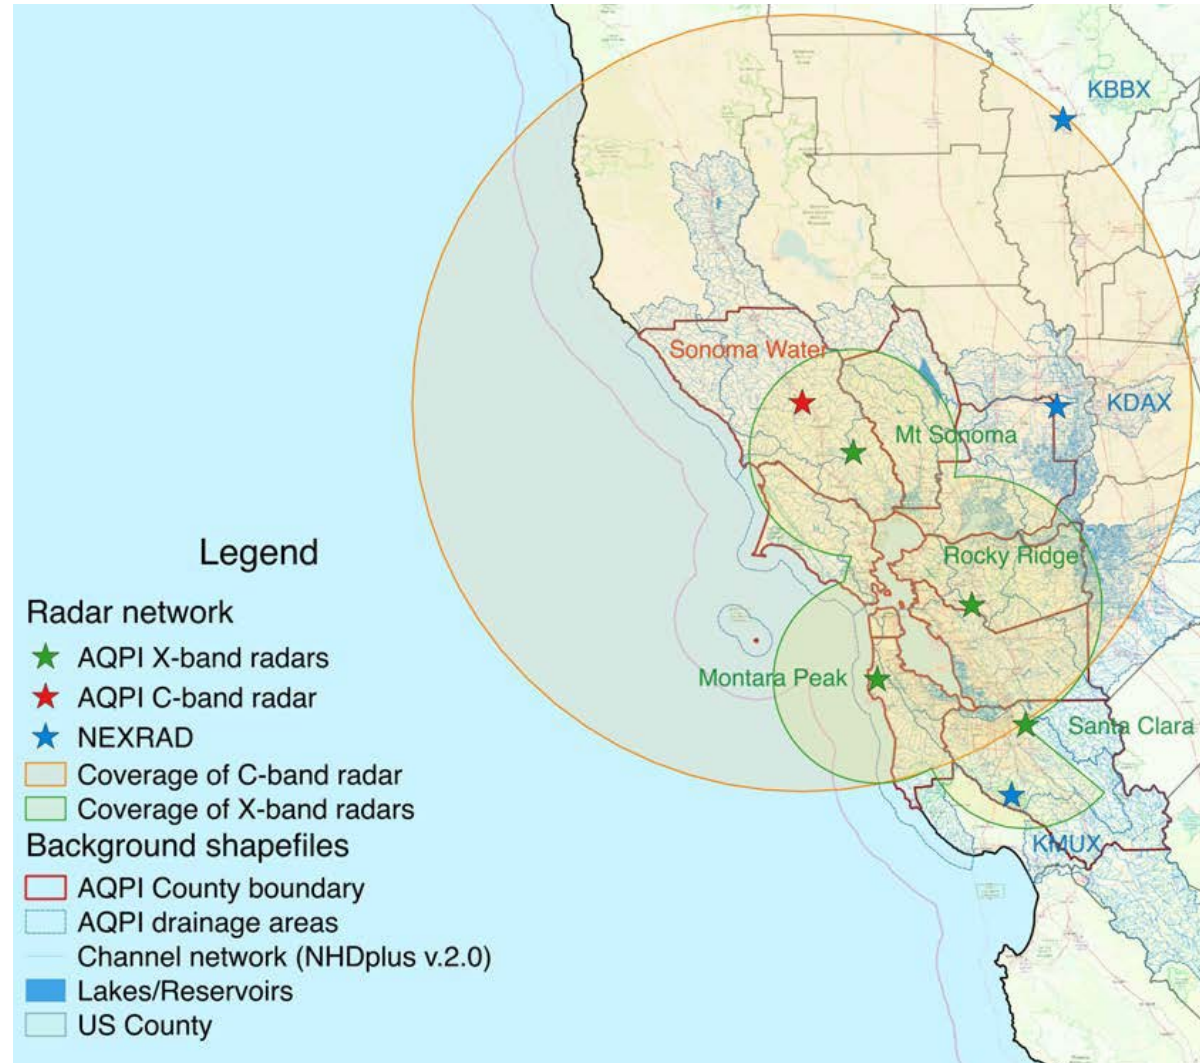 KBBX
Sonoma Water
KDAX
Mt Sonoma
Rocky Ridge
Montara Peak
Santa Clara
KMUX
Legend
Radar network
AQPI X-band radars
AQPI C-band radar
NEXRAD
Coverage of C-band radar
Coverage of X-band radars
Background shapefiles
AQPI County boundary
AQPI drainage areas
Channel network (NHDplus v.2.0)
Lakes/Reservoirs
US County